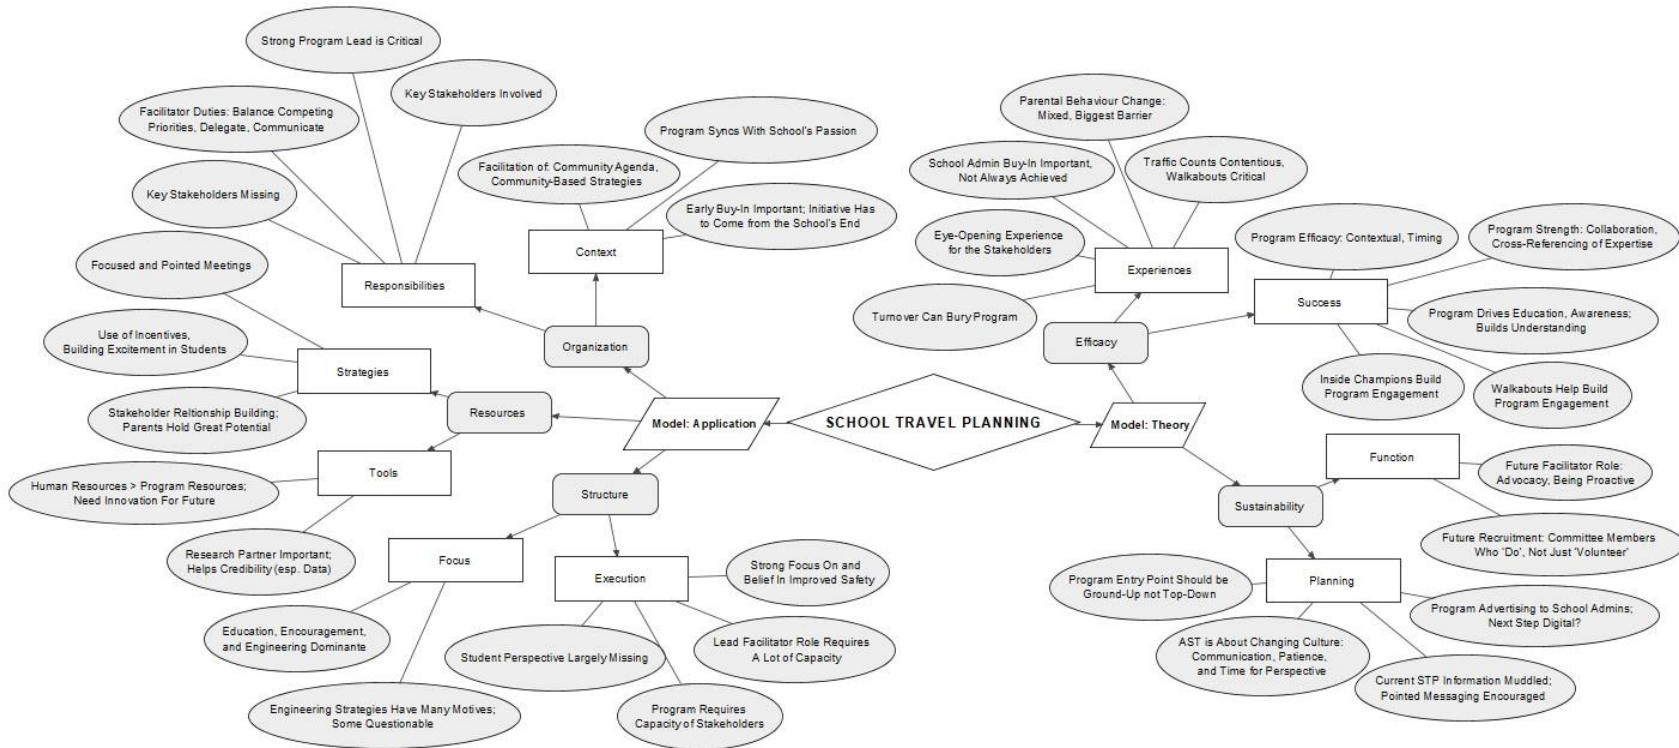 Strong Program Lead is Critical
Key Stakeholders Involved
Facilitator Duties: Balance Competing
Priorities, Delegate, Communicate
Key Stakeholders Missing
Responsibilities
Program Syncs With School's Passion
Facilitation of: Community Agenda,
Community-Based Strategies
Early Buy-In Important; Initiative Has
to Come from the School's End
Context
Organization
Focused and Pointed Meetings
Use of Incentives,
Building Excitement in Students
Stakeholder Reltionship Building;
Parents Hold Great Potential
Strategies
Resources
Tools
Human Resources > Program Resources;
Need Innovation For Future
Research Partner Important;
Helps Credibility (esp. Data)
Model: Application
SCHOOL TRAVEL PLANNING
Model: Theory
Structure
Focus
Education, Encouragement,
and Engineering Dominante
Engineering Strategies Have Many Motives;
Some Questionable
Execution
Strong Focus On and
Belief In Improved Safety
Lead Facilitator Role Requires
A Lot of Capacity
Student Perspective Largely Missing
Program Requires
Capacity of Stakeholders
Parental Behaviour Change:
Mixed, Biggest Barrier
School Admin Buy-In Important,
Not Always Achieved
Traffic Counts Contentious,
Walkabouts Critical
Eye-Opening Experience
for the Stakeholders
Turnover Can Bury Program
Experiences
Efficacy
Program Efficacy: Contextual, Timing
Program Strength: Collaboration,
Cross-Referencing of Expertise
Success
Program Drives Education, Awareness;
Builds Understanding
Inside Champions Build
Program Engagement
Walkabouts Help Build
Program Engagement
Function
Future Facilitator Role:
Advocacy, Being Proactive
Future Recruitment: Committee Members
Who 'Do', Not Just 'Volunteer'
Sustainability
Planning
Program Entry Point Should be
Ground-Up not Top-Down
Program Advertising to School Admins;
Next Step Digital?
AST is About Changing Culture:
Communication, Patience,
and Time for Perspective
Current STP Information Muddled;
Pointed Messaging Encouraged